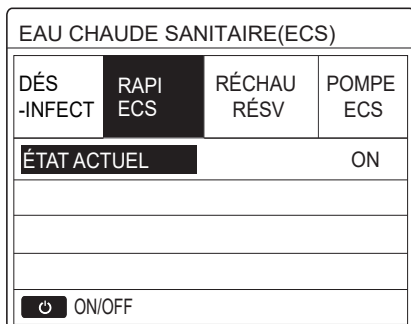 EAU CHAUDE SANITAIRE(ECS)
DÉS
-INFECT
RAPI
ECS
RÉCHAU
RÉSV
POMPE
ECS
ÉTAT ACTUEL ON
ON/OFF